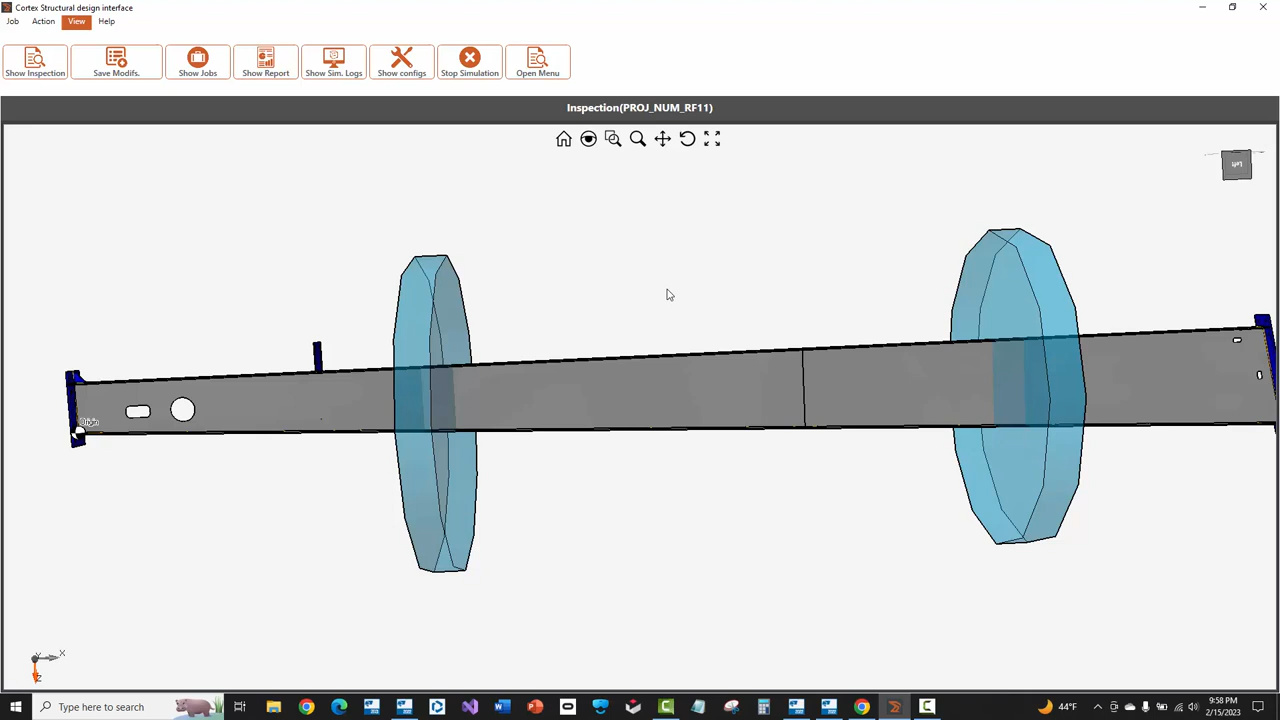 Cortex Structural design interface
Job Action View Help
Show Inspection Save Modifs. Show Jobs Show Report Show Sim. Logs Show configs Stop Simulation Open Menu
Inspection(PROJ_NUM_RF11)
Left
Origin
Y X
Z
Type here to search
44°F
9:58 PM
2/15/2023